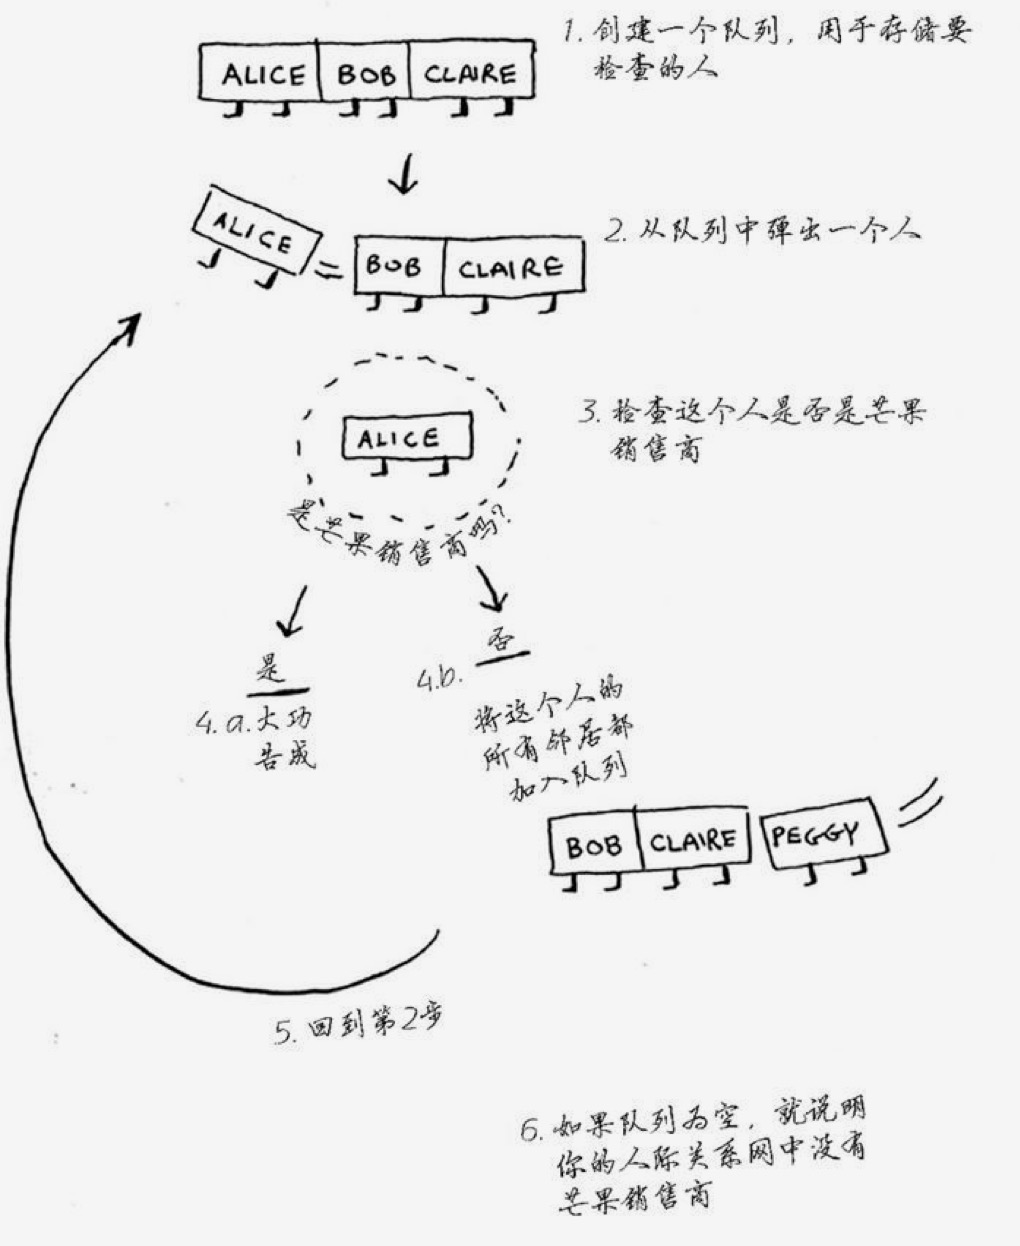 1. 创建一个队列，用于存储要
检查的人
ALICE BOB CLAIRE
2. 从队列中弹出一个人
ALICE BOB CLAIRE
3. 检查这个人是否是芒果
销售商
ALICE
是芒果销售商吗？
是
否
4.a. 大功
告成
4.b.
将这个人的
所有邻居都
加入队列
BOB CLAIRE PEGGY
5. 回到第2步
6. 如果队列为空，就说明
你的人际关系网中没有
芒果销售商